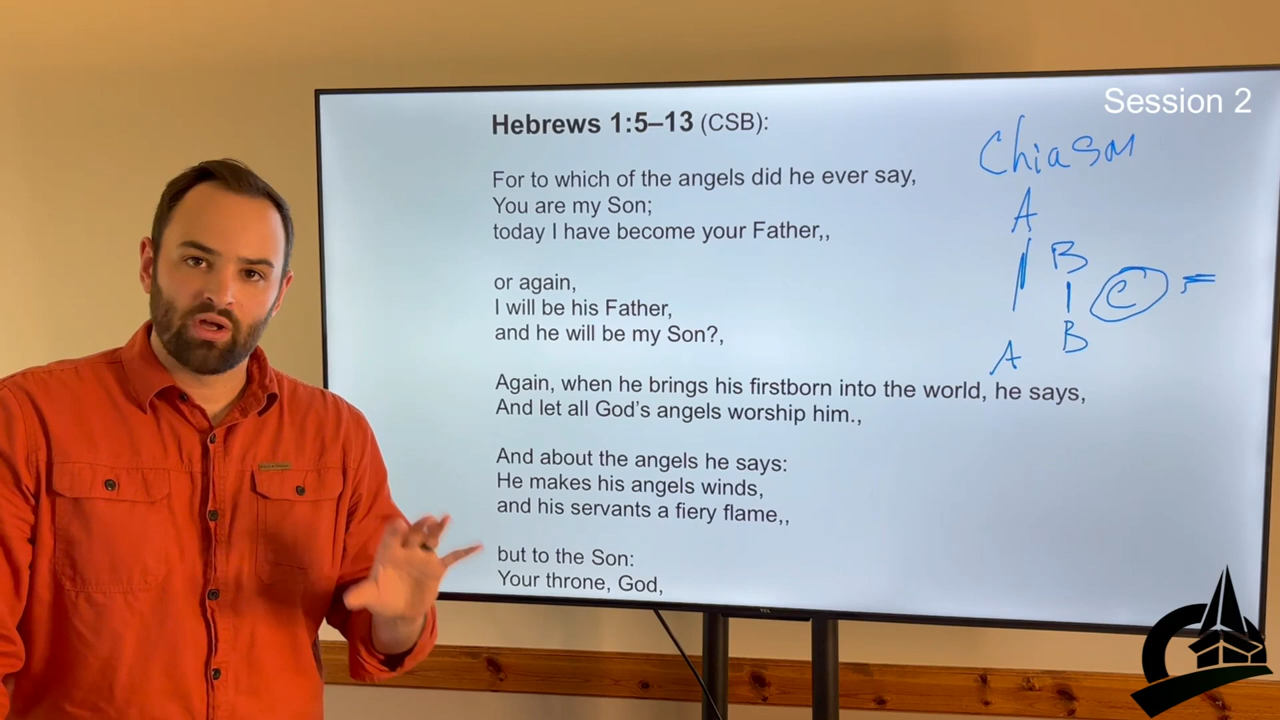 Session 2
Hebrews 1:5–13 (CSB):
For to which of the angels did he ever say,
You are my Son;
today I have become your Father,,
or again,
I will be his Father,
and he will be my Son?,
Again, when he brings his firstborn into the world, he says,
And let all God's angels worship him.,
And about the angels he says:
He makes his angels winds,
and his servants a fiery flame,,
but to the Son:
Your throne, God,
Chiasm
A
B
C =
B
A